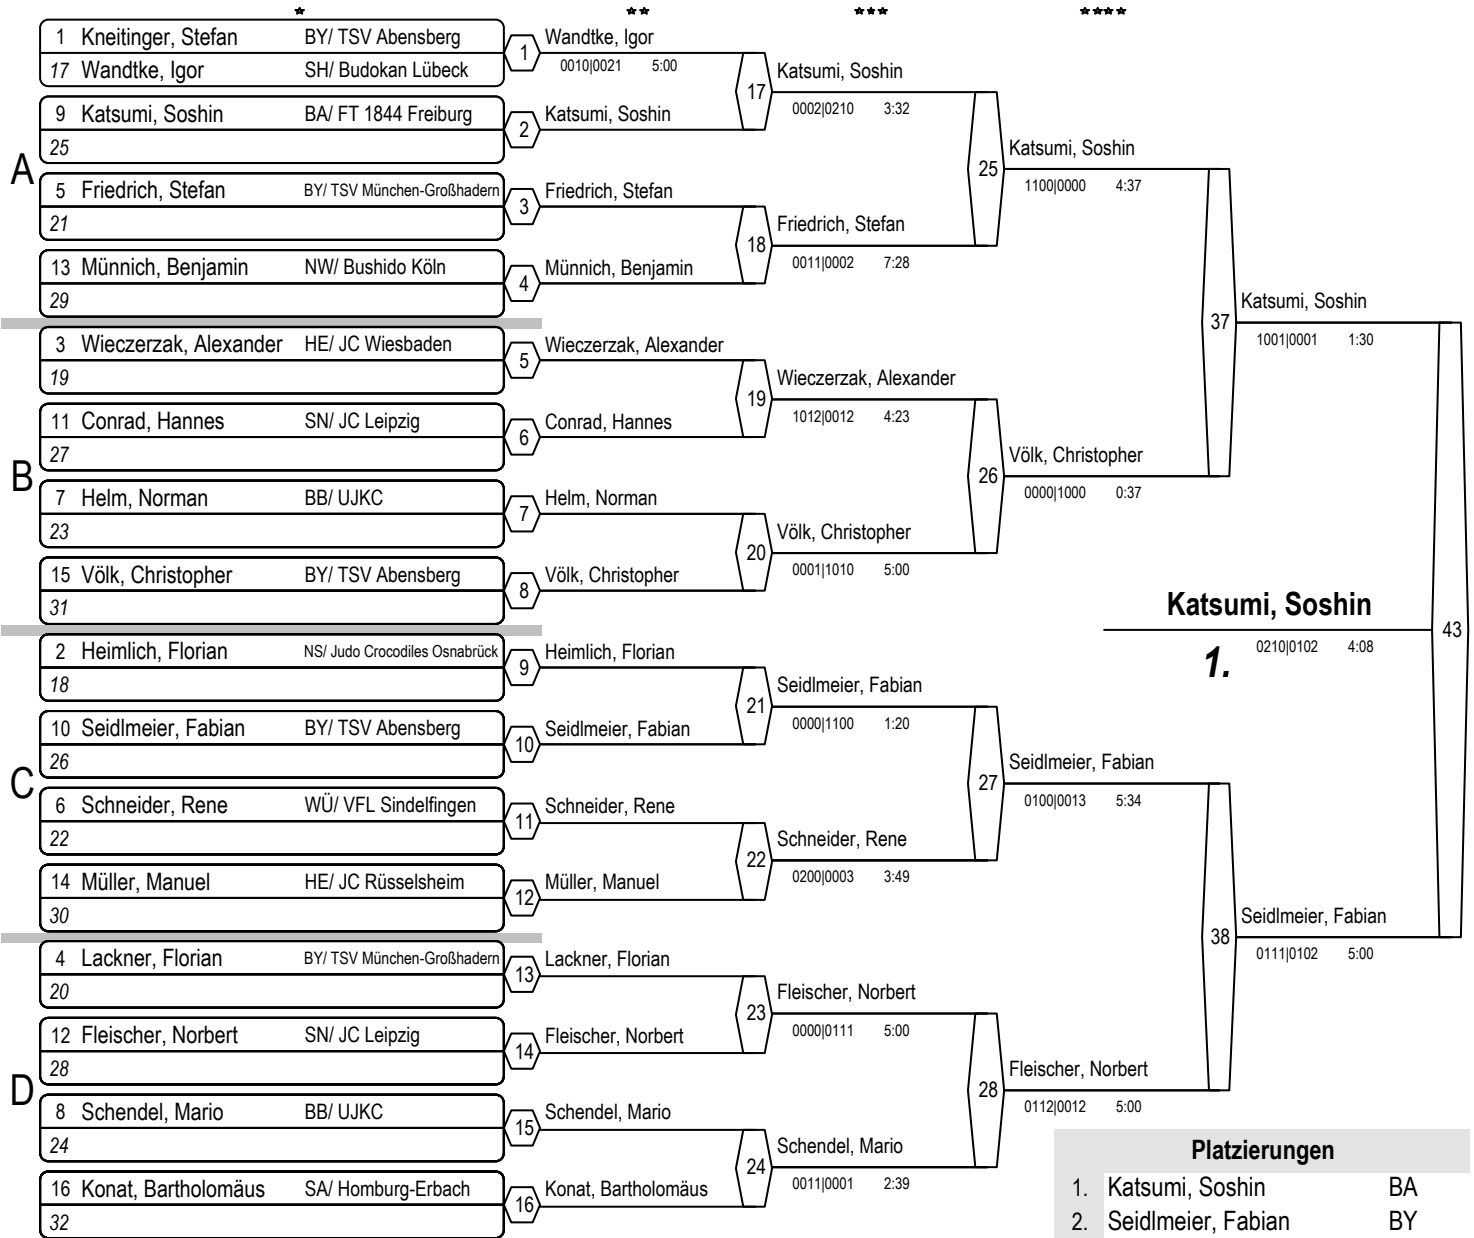 * ** *** ****
A
1 Kneitinger, Stefan BY/ TSV Abensberg
17 Wandtke, Igor SH/ Budokan Lübeck
9 Katsumi, Soshin BA/ FT 1844 Freiburg
25
5 Friedrich, Stefan BY/ TSV München-Großhadern
21
13 Münnich, Benjamin NW/ Bushido Köln
29
B
3 Wieczerzak, Alexander HE/ JC Wiesbaden
19
11 Conrad, Hannes SN/ JC Leipzig
27
7 Helm, Norman BB/ UJKC
23
15 Völk, Christopher BY/ TSV Abensberg
31
C
2 Heimlich, Florian NS/ Judo Crocodiles Osnabrück
18
10 Seidlmeier, Fabian BY/ TSV Abensberg
26
6 Schneider, Rene WÜ/ VFL Sindelfingen
22
14 Müller, Manuel HE/ JC Rüsselsheim
30
D
4 Lackner, Florian BY/ TSV München-Großhadern
20
12 Fleischer, Norbert SN/ JC Leipzig
28
8 Schendel, Mario BB/ UJKC
24
16 Konat, Bartholomäus SA/ Homburg-Erbach
32
1 Wandtke, Igor
0010|0021 5:00
2 Katsumi, Soshin
3 Friedrich, Stefan
4 Münnich, Benjamin
5 Wieczerzak, Alexander
6 Conrad, Hannes
7 Helm, Norman
8 Völk, Christopher
9 Heimlich, Florian
10 Seidlmeier, Fabian
11 Schneider, Rene
12 Müller, Manuel
13 Lackner, Florian
14 Fleischer, Norbert
15 Schendel, Mario
16 Konat, Bartholomäus
17 Katsumi, Soshin
0002|0210 3:32
18 Friedrich, Stefan
0011|0002 7:28
19 Wieczerzak, Alexander
1012|0012 4:23
20 Völk, Christopher
0001|1010 5:00
21 Seidlmeier, Fabian
0000|1100 1:20
22 Schneider, Rene
0200|0003 3:49
23 Fleischer, Norbert
0000|0111 5:00
24 Schendel, Mario
0011|0001 2:39
25 Katsumi, Soshin
1100|0000 4:37
26 Völk, Christopher
0000|1000 0:37
27 Seidlmeier, Fabian
0100|0013 5:34
28 Fleischer, Norbert
0112|0012 5:00
37 Katsumi, Soshin
1001|0001 1:30
38 Seidlmeier, Fabian
0111|0102 5:00
43
Katsumi, Soshin
1. 0210|0102 4:08
Platzierungen
1. Katsumi, Soshin BA
2. Seidlmeier, Fabian BY